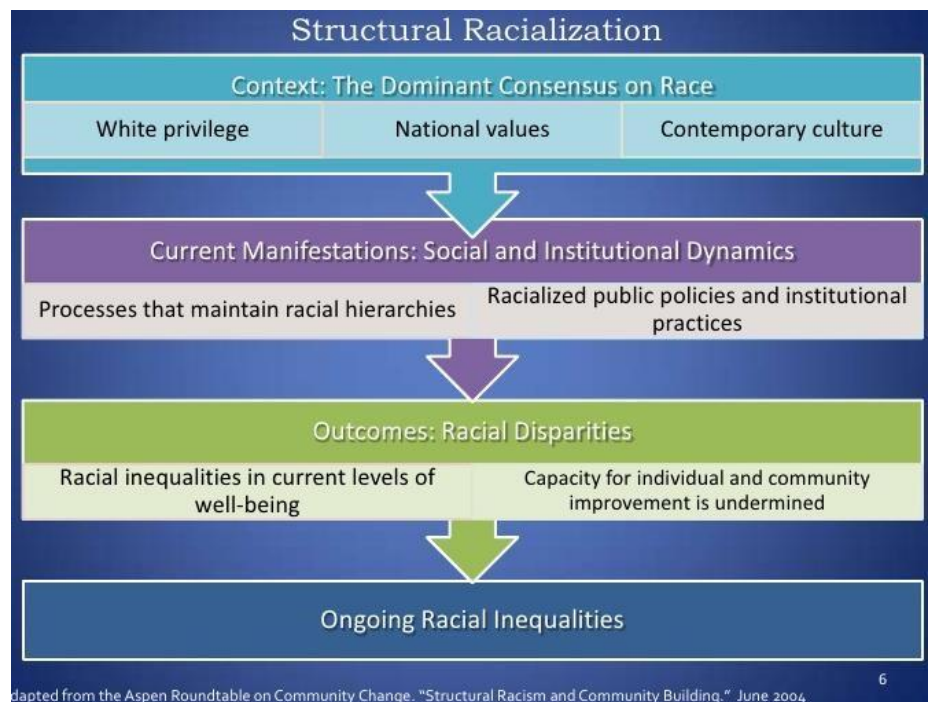 Structural Racialization
Context: The Dominant Consensus on Race
White privilege
National values
Contemporary culture
Current Manifestations: Social and Institutional Dynamics
Processes that maintain racial hierarchies
Racialized public policies and institutional
practices
Outcomes: Racial Disparities
Racial inequalities in current levels of
well-being
Capacity for individual and community
improvement is undermined
Ongoing Racial Inequalities
6
dapted from the Aspen Roundtable on Community Change. "Structural Racism and Community Building." June 2004